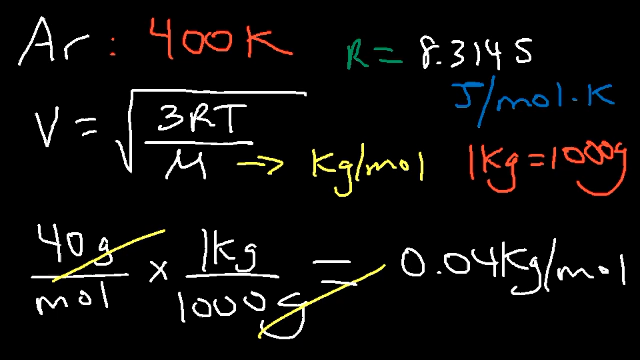 Ar : 400K
R = 8.3145
J/mol·K
V = √(3RT/M) → Kg/mol
1Kg = 1000g
40g/mol × 1Kg/1000g = 0.04Kg/mol